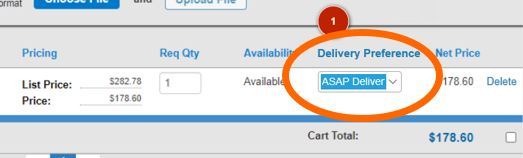 ormat Choose File and Upload File
1
Pricing Req Qty Availability Delivery Preference Net Price
List Price: $282.78 1 Available ASAP Deliver $178.60 Delete
Price: $178.60
Cart Total: $178.60